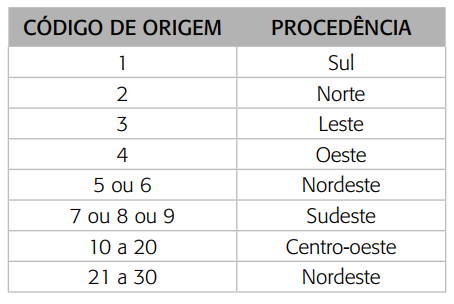 CÓDIGO DE ORIGEM PROCEDÊNCIA
1 Sul
2 Norte
3 Leste
4 Oeste
5 ou 6 Nordeste
7 ou 8 ou 9 Sudeste
10 a 20 Centro-oeste
21 a 30 Nordeste